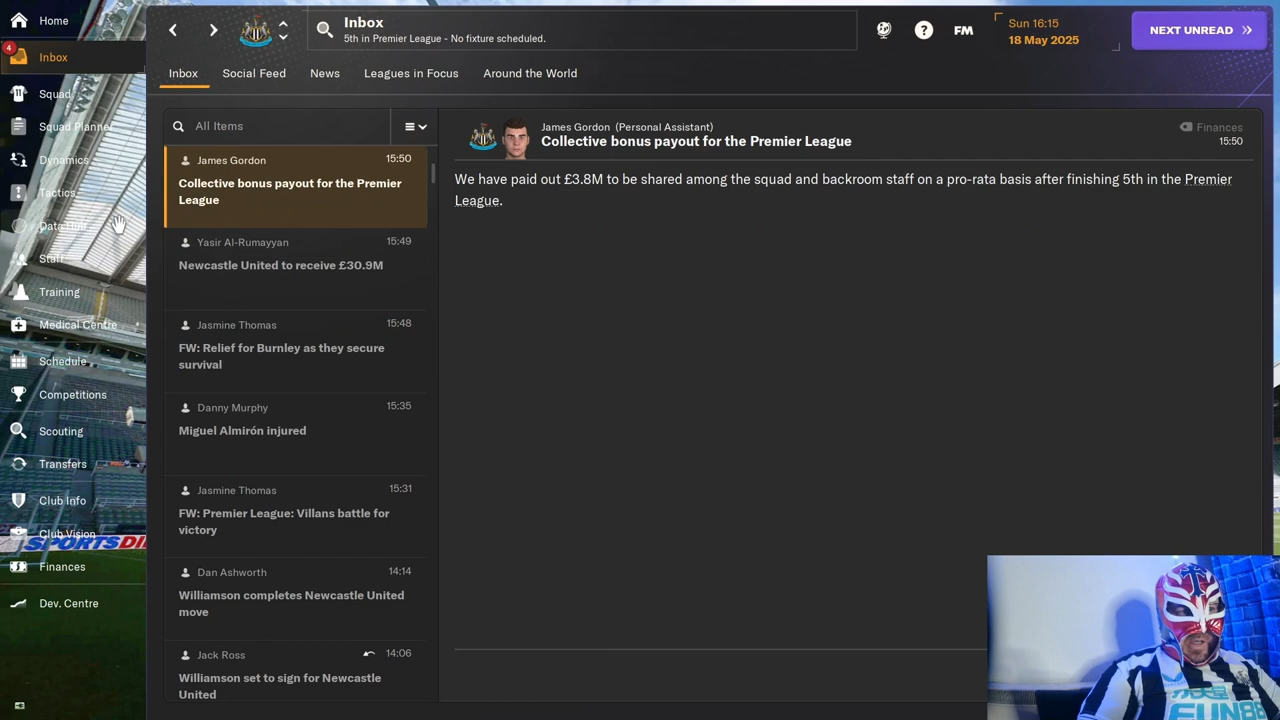 Home
4
Inbox
Squad
Squad Planner
Dynamics
Tactics
Data Hub
Staff
Training
Medical Centre
Schedule
Competitions
Scouting
Transfers
Club Info
Club Vision
Finances
Dev. Centre
SPORTSDI
Inbox
5th in Premier League - No fixture scheduled.
?
FM
Sun 16:15
18 May 2025
NEXT UNREAD
Inbox
Social Feed
News
Leagues in Focus
Around the World
All Items
James Gordon
15:50
Collective bonus payout for the Premier
League
Yasir Al-Rumayyan
15:49
Newcastle United to receive £30.9M
Jasmine Thomas
15:48
FW: Relief for Burnley as they secure
survival
Danny Murphy
15:35
Miguel Almirón injured
Jasmine Thomas
15:31
FW: Premier League: Villans battle for
victory
Dan Ashworth
14:14
Williamson completes Newcastle United
move
Jack Ross
14:06
Williamson set to sign for Newcastle
United
James Gordon (Personal Assistant)
Collective bonus payout for the Premier League
Finances
15:50
We have paid out £3.8M to be shared among the squad and backroom staff on a pro-rata basis after finishing 5th in the Premier
League.
FUN88